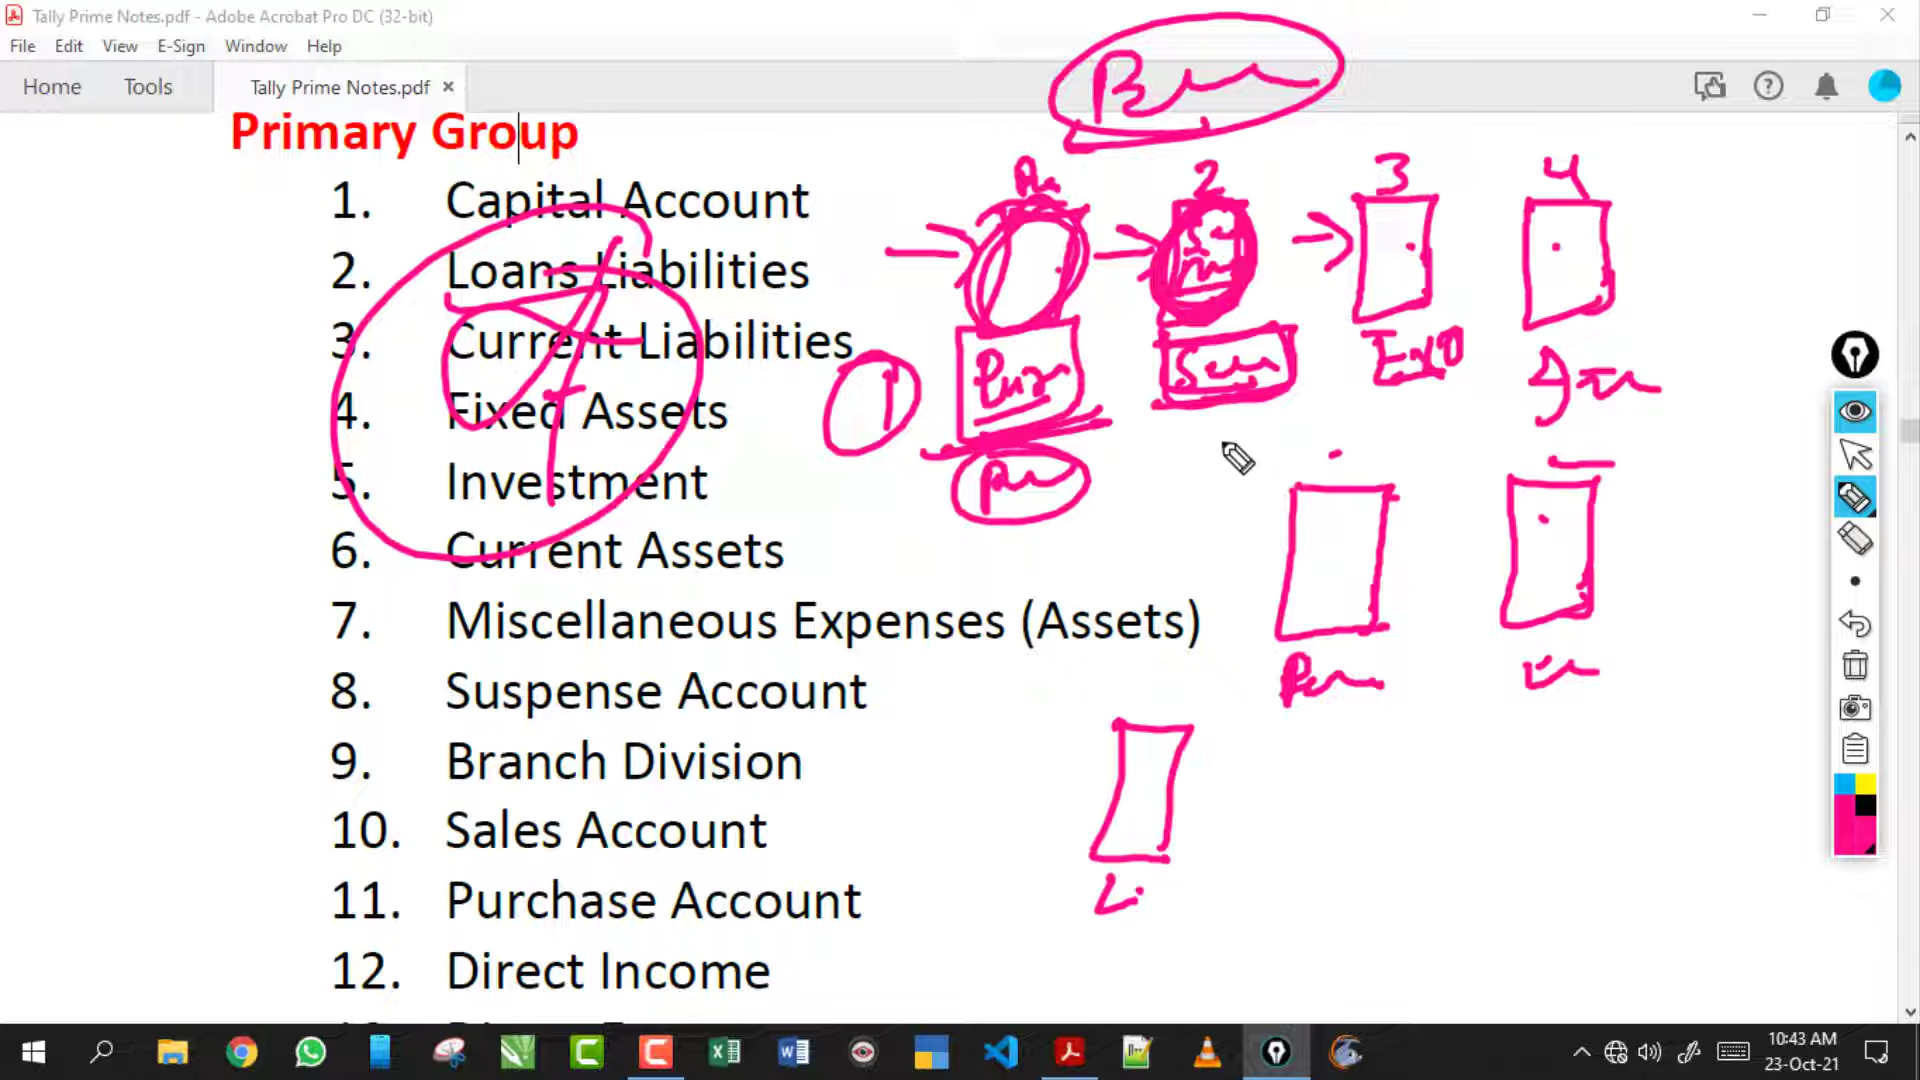 Tally Prime Notes.pdf - Adobe Acrobat Pro DC (32-bit)
File Edit View E-Sign Window Help
Home Tools Tally Prime Notes.pdf
Primary Group
1. Capital Account
2. Loans Liabilities
3. Current Liabilities
4. Fixed Assets
5. Investment
6. Current Assets
7. Miscellaneous Expenses (Assets)
8. Suspense Account
9. Branch Division
10. Sales Account
11. Purchase Account
12. Direct Income
2 3 4
1
10:43 AM
23-Oct-21